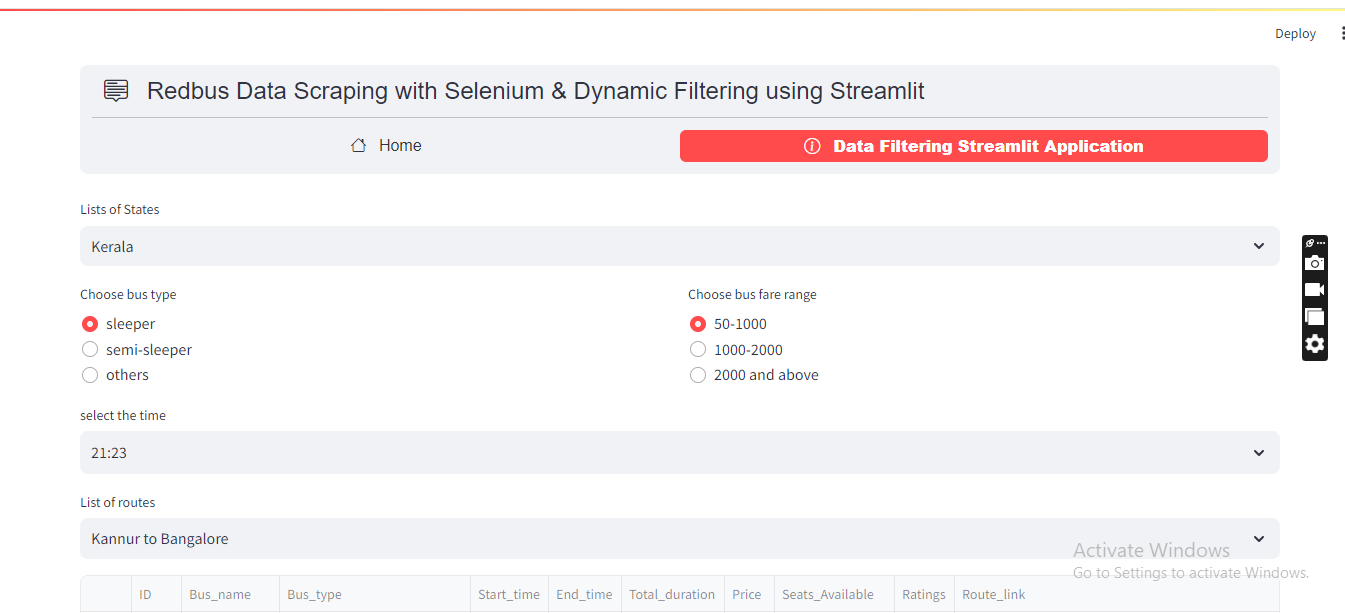 Deploy
Redbus Data Scraping with Selenium & Dynamic Filtering using Streamlit
Home
Data Filtering Streamlit Application
Lists of States
Kerala
Choose bus type
sleeper
semi-sleeper
others
Choose bus fare range
50-1000
1000-2000
2000 and above
select the time
21:23
List of routes
Kannur to Bangalore
Activate Windows
Go to Settings to activate Windows.
ID Bus_name Bus_type Start_time End_time Total_duration Price Seats_Available Ratings Route_link